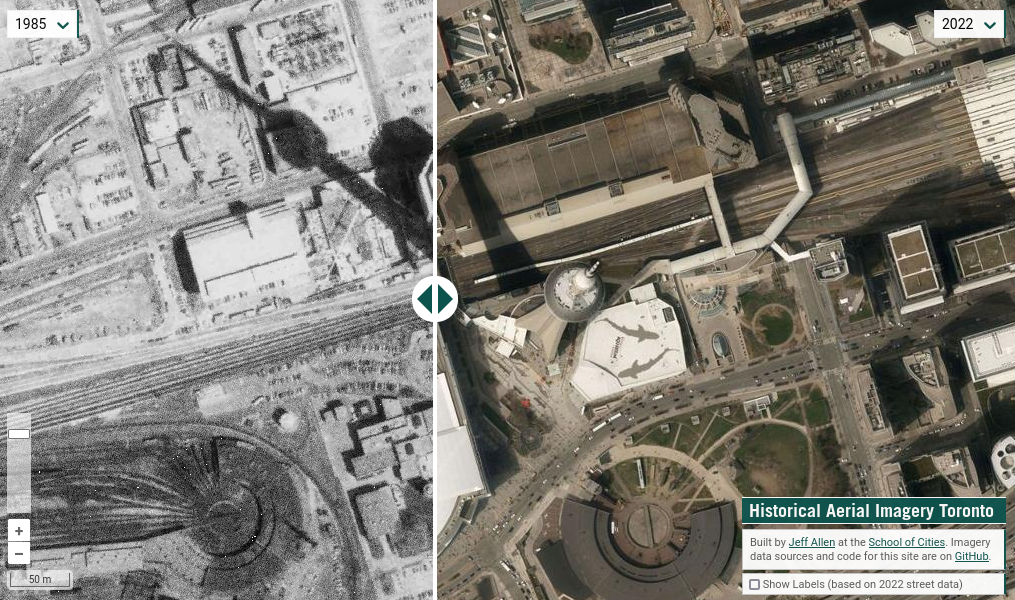 1985
2022
+
−
50 m
Historical Aerial Imagery Toronto
Built by Jeff Allen at the School of Cities. Imagery
data sources and code for this site are on GitHub.
Show Labels (based on 2022 street data)